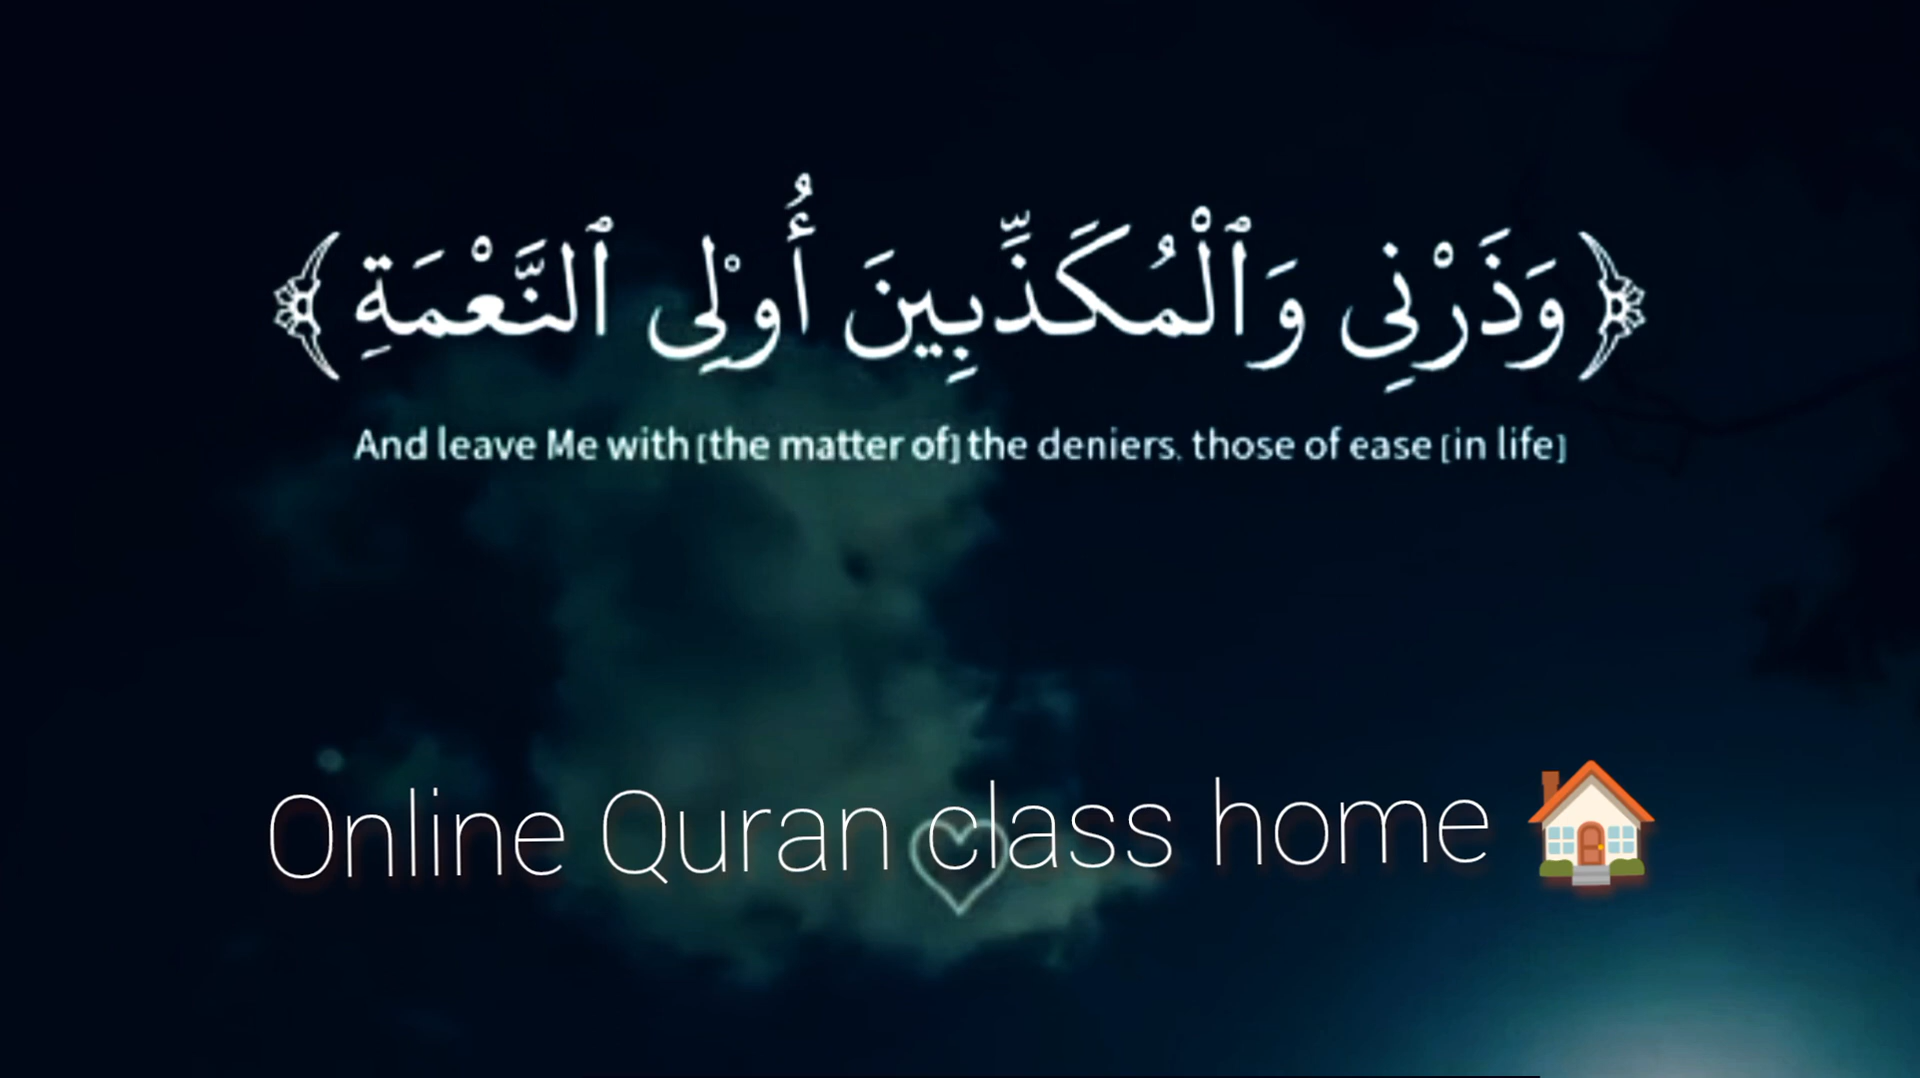 ﴿وَذَرْنِى وَٱلْمُكَذِّبِينَ أُو۟لِى ٱلنَّعْمَةِ﴾
And leave Me with [the matter of] the deniers, those of ease [in life]
Online Quran class home 🏠